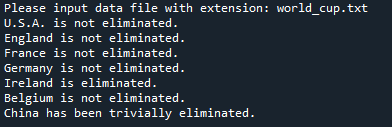 Please input data file with extension: world_cup.txt
U.S.A. is not eliminated.
England is not eliminated.
France is not eliminated.
Germany is not eliminated.
Ireland is eliminated.
Belgium is not eliminated.
China has been trivially eliminated.